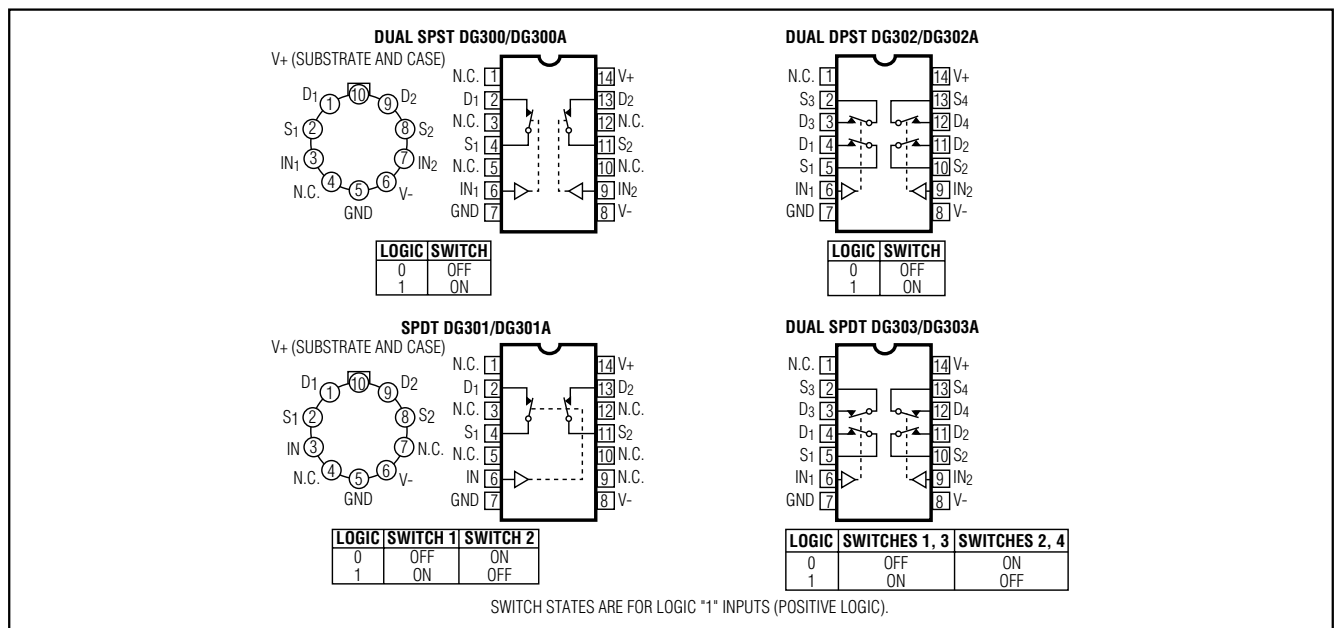 DUAL SPST DG300/DG300A
V+ (SUBSTRATE AND CASE)
10
D1 1 9 D2
S1 2 8 S2
IN1 3 7 IN2
N.C. 4 5 6 V-
GND
N.C. 1 14 V+
D1 2 13 D2
N.C. 3 12 N.C.
S1 4 11 S2
N.C. 5 10 N.C.
IN1 6 9 IN2
GND 7 8 V-
LOGIC SWITCH
0 OFF
1 ON
DUAL DPST DG302/DG302A
N.C. 1 14 V+
S3 2 13 S4
D3 3 12 D4
D1 4 11 D2
S1 5 10 S2
IN1 6 9 IN2
GND 7 8 V-
LOGIC SWITCH
0 OFF
1 ON
SPDT DG301/DG301A
V+ (SUBSTRATE AND CASE)
10
D1 1 9 D2
S1 2 8 S2
IN 3 7 N.C.
N.C. 4 5 6 V-
GND
N.C. 1 14 V+
D1 2 13 D2
N.C. 3 12 N.C.
S1 4 11 S2
N.C. 5 10 N.C.
IN 6 9 N.C.
GND 7 8 V-
LOGIC SWITCH 1 SWITCH 2
0 OFF ON
1 ON OFF
DUAL SPDT DG303/DG303A
N.C. 1 14 V+
S3 2 13 S4
D3 3 12 D4
D1 4 11 D2
S1 5 10 S2
IN1 6 9 IN2
GND 7 8 V-
LOGIC SWITCHES 1, 3 SWITCHES 2, 4
0 OFF ON
1 ON OFF
SWITCH STATES ARE FOR LOGIC "1" INPUTS (POSITIVE LOGIC).